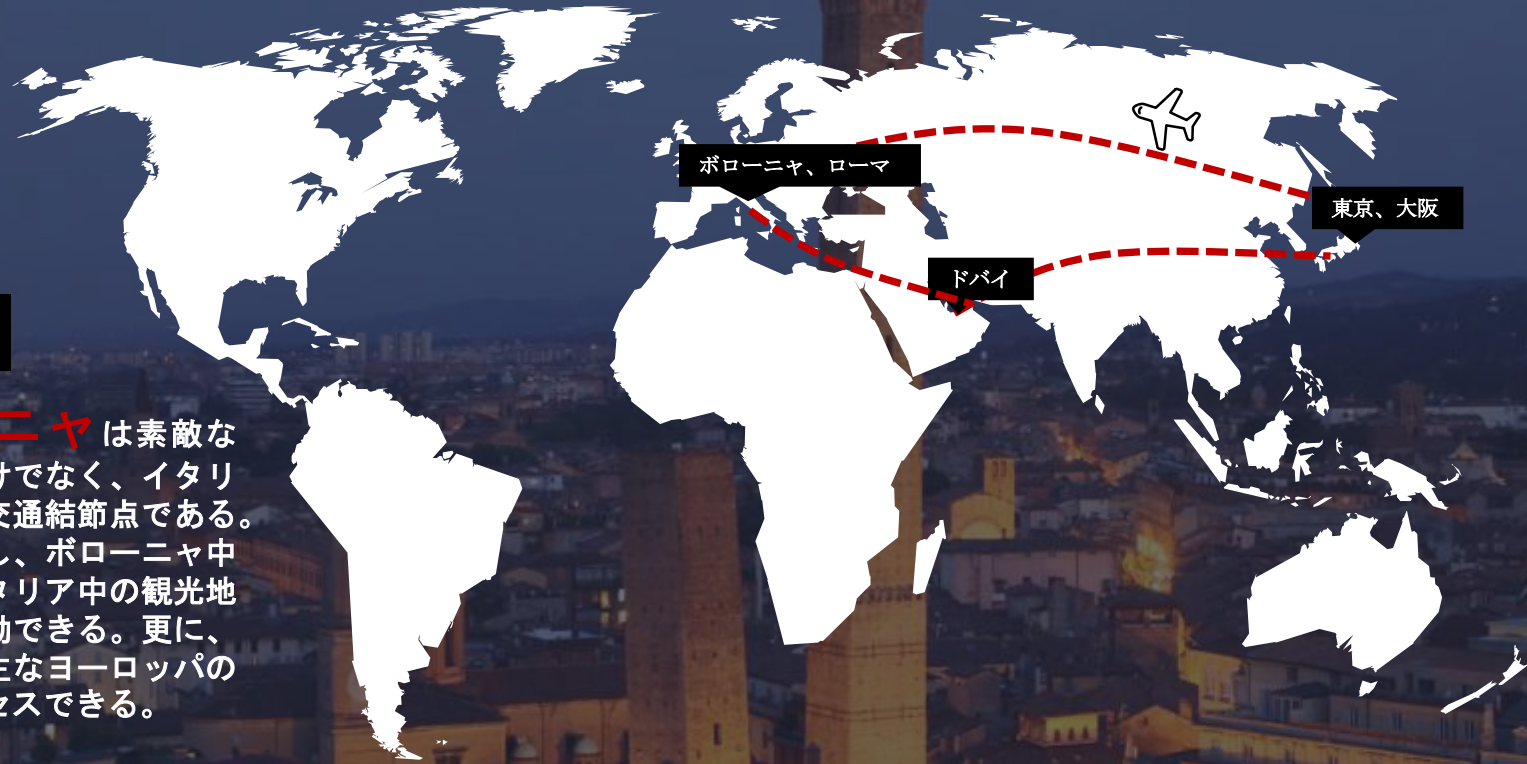 ボローニャ、ローマ
東京、大阪
ドバイ
ニャは素敵な
けでなく、イタリ
交通結節点である。
し、ボローニャ中
タリア中の観光地
動できる。更に、
主なヨーロッパの
セスできる。